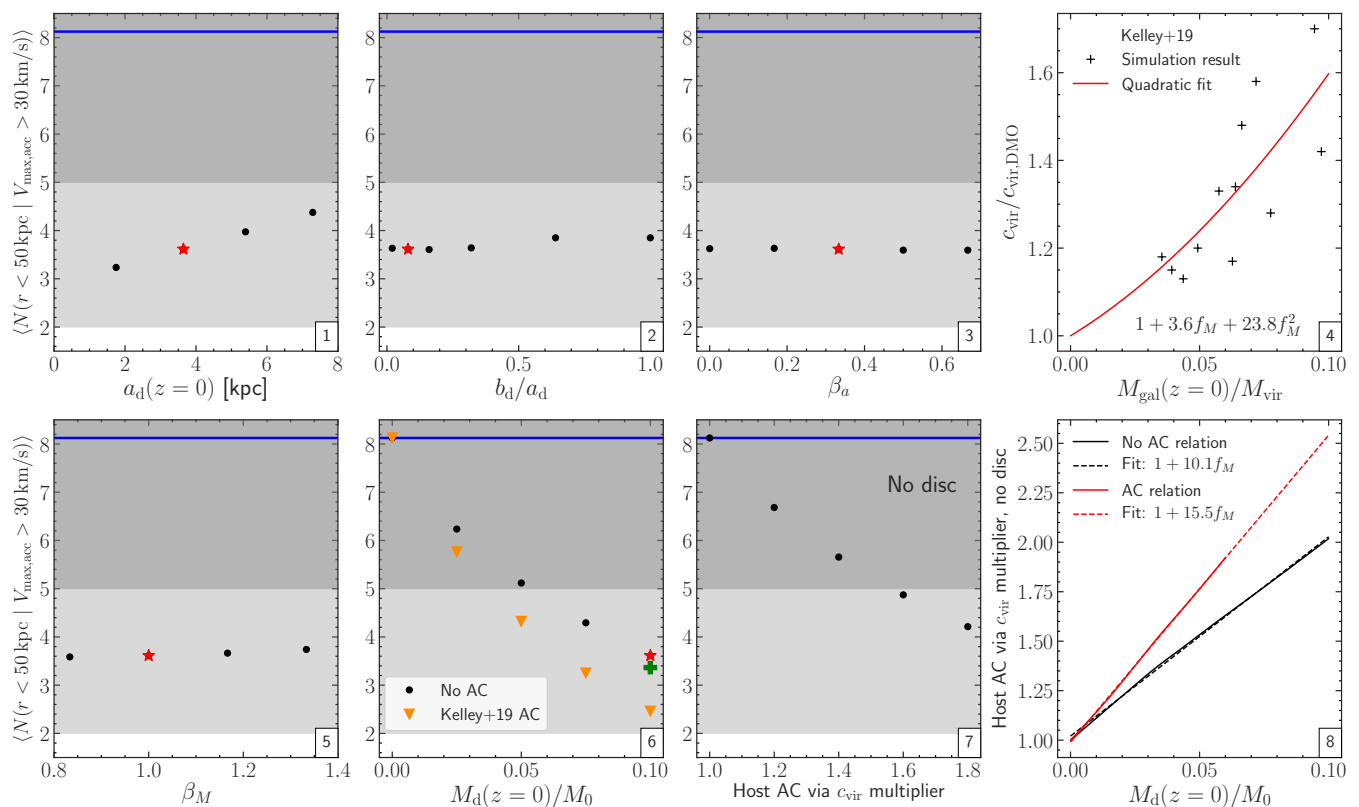 ⟨N(r < 50 kpc | V_max,acc > 30 km/s)⟩
8
7
6
5
4
3
2
0 2 4 6 8
a_d(z = 0) [kpc]
1
0.0 0.5 1.0
b_d/a_d
2
0.0 0.2 0.4 0.6
β_a
3
c_vir/c_vir,DMO
1.6
1.4
1.2
1.0
Kelley+19
Simulation result
Quadratic fit
1 + 3.6f_M + 23.8f_M^2
4
0.00 0.05 0.10
M_gal(z = 0)/M_vir
⟨N(r < 50 kpc | V_max,acc > 30 km/s)⟩
8
7
6
5
4
3
2
0.8 1.0 1.2 1.4
β_M
5
No AC
Kelley+19 AC
6
0.00 0.05 0.10
M_d(z = 0)/M_0
No disc
7
1.0 1.2 1.4 1.6 1.8
Host AC via c_vir multiplier
Host AC via c_vir multiplier, no disc
2.50
2.25
2.00
1.75
1.50
1.25
1.00
No AC relation
Fit: 1 + 10.1f_M
AC relation
Fit: 1 + 15.5f_M
8
0.00 0.05 0.10
M_d(z = 0)/M_0